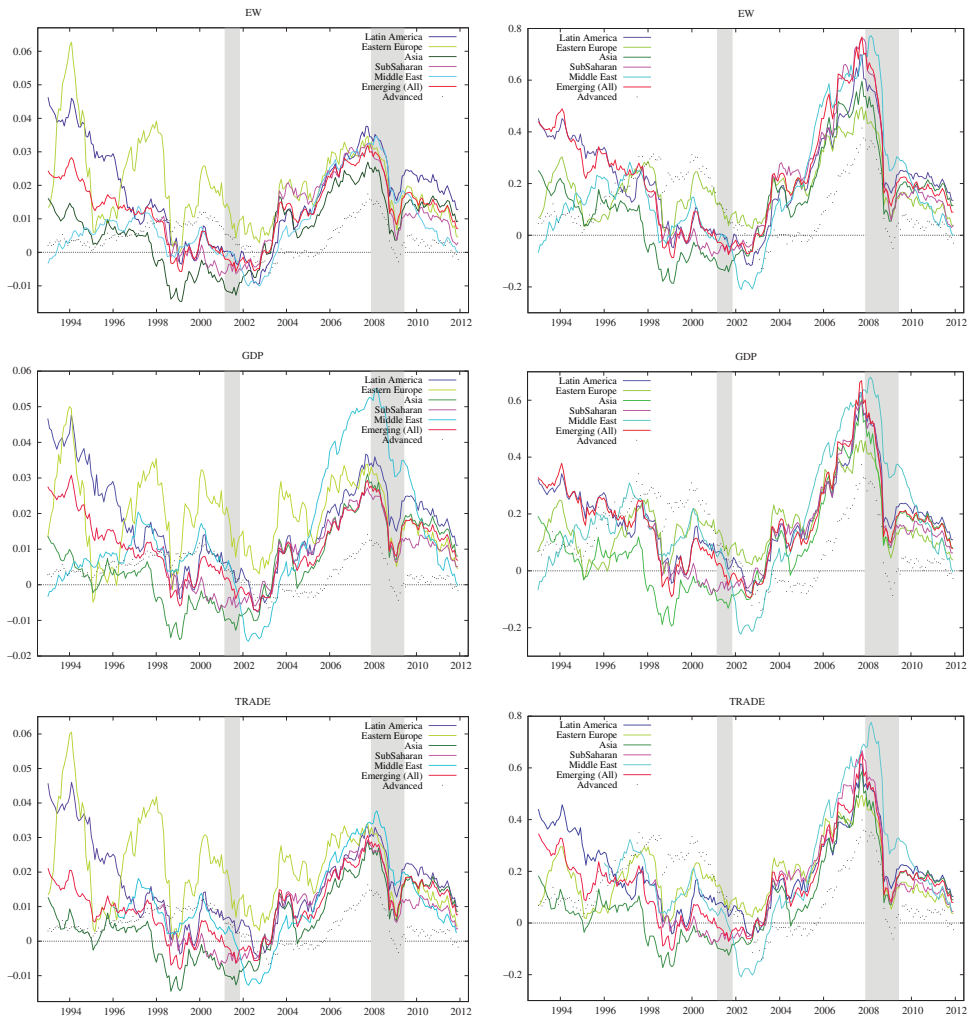 EW
0.06
0.05
0.04
0.03
0.02
0.01
0
−0.01
Latin America
Eastern Europe
Asia
SubSaharan
Middle East
Emerging (All)
Advanced
1994 1996 1998 2000 2002 2004 2006 2008 2010 2012
EW
0.8
0.6
0.4
0.2
0
−0.2
Latin America
Eastern Europe
Asia
SubSaharan
Middle East
Emerging (All)
Advanced
1994 1996 1998 2000 2002 2004 2006 2008 2010 2012
GDP
0.06
0.05
0.04
0.03
0.02
0.01
0
−0.01
−0.02
Latin America
Eastern Europe
Asia
SubSaharan
Middle East
Emerging (All)
Advanced
1994 1996 1998 2000 2002 2004 2006 2008 2010 2012
GDP
0.6
0.4
0.2
0
−0.2
Latin America
Eastern Europe
Asia
SubSaharan
Middle East
Emerging (All)
Advanced
1994 1996 1998 2000 2002 2004 2006 2008 2010 2012
TRADE
0.06
0.05
0.04
0.03
0.02
0.01
0
−0.01
Latin America
Eastern Europe
Asia
SubSaharan
Middle East
Emerging (All)
Advanced
1994 1996 1998 2000 2002 2004 2006 2008 2010 2012
TRADE
0.8
0.6
0.4
0.2
0
−0.2
Latin America
Eastern Europe
Asia
SubSaharan
Middle East
Emerging (All)
Advanced
1994 1996 1998 2000 2002 2004 2006 2008 2010 2012